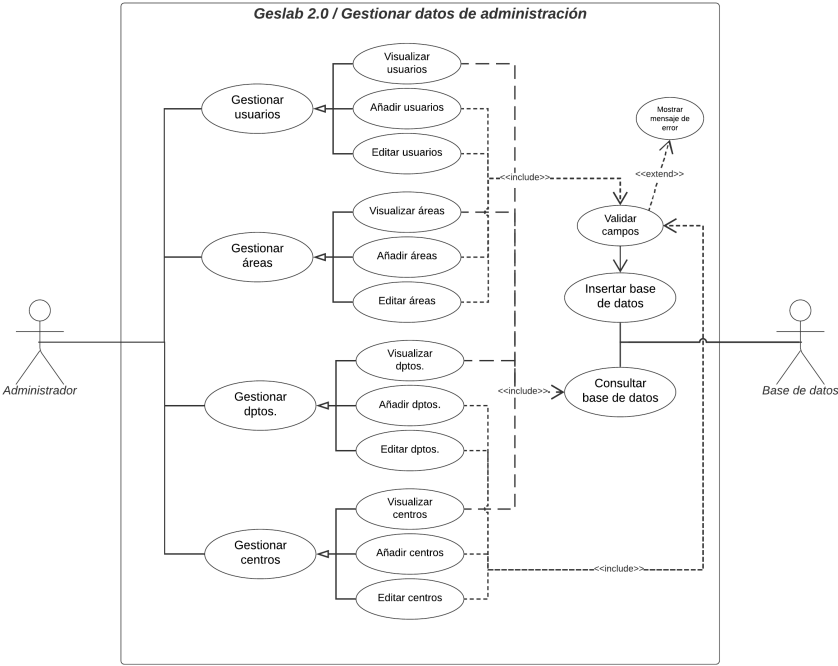 Geslab 2.0 / Gestionar datos de administración
Visualizar
usuarios
Gestionar
usuarios
Añadir usuarios
Editar usuarios
Mostrar
mensaje de
error
<<extend>>
<<include>>
Visualizar áreas
Gestionar
áreas
Añadir áreas
Editar áreas
Validar
campos
Insertar base
de datos
Administrador
Base de datos
Visualizar
dptos.
Gestionar
dptos.
Añadir dptos.
Editar dptos.
<<include>>
Consultar
base de datos
Visualizar
centros
Gestionar
centros
Añadir centros
Editar centros
<<include>>